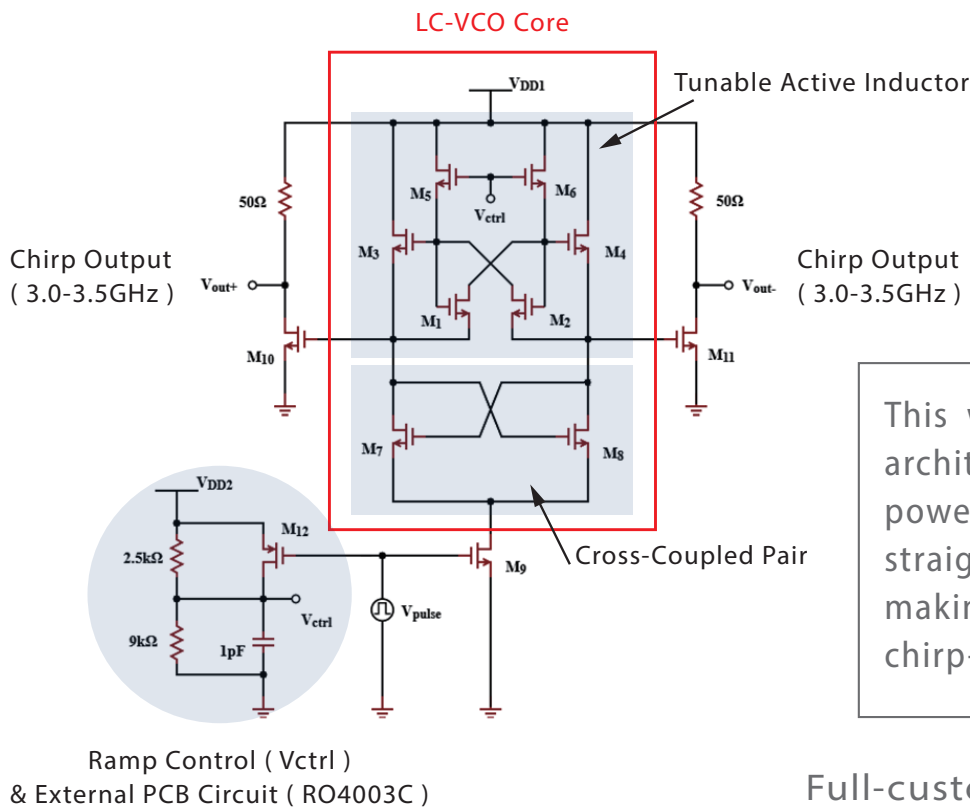 LC-VCO Core
VDD1
Tunable Active Inductor
M5
M6
50Ω
50Ω
Vctrl
M3
M4
Chirp Output
( 3.0-3.5GHz )
Vout+
Vout-
Chirp Output
( 3.0-3.5GHz )
M1
M2
M10
M11
M7
M8
VDD2
M12
2.5kΩ
Cross-Coupled Pair
M9
Vctrl
Vpulse
9kΩ
1pF
Ramp Control ( Vctrl )
& External PCB Circuit ( RO4003C )
This
archit
powe
straig
makin
chirp-
Full-custo